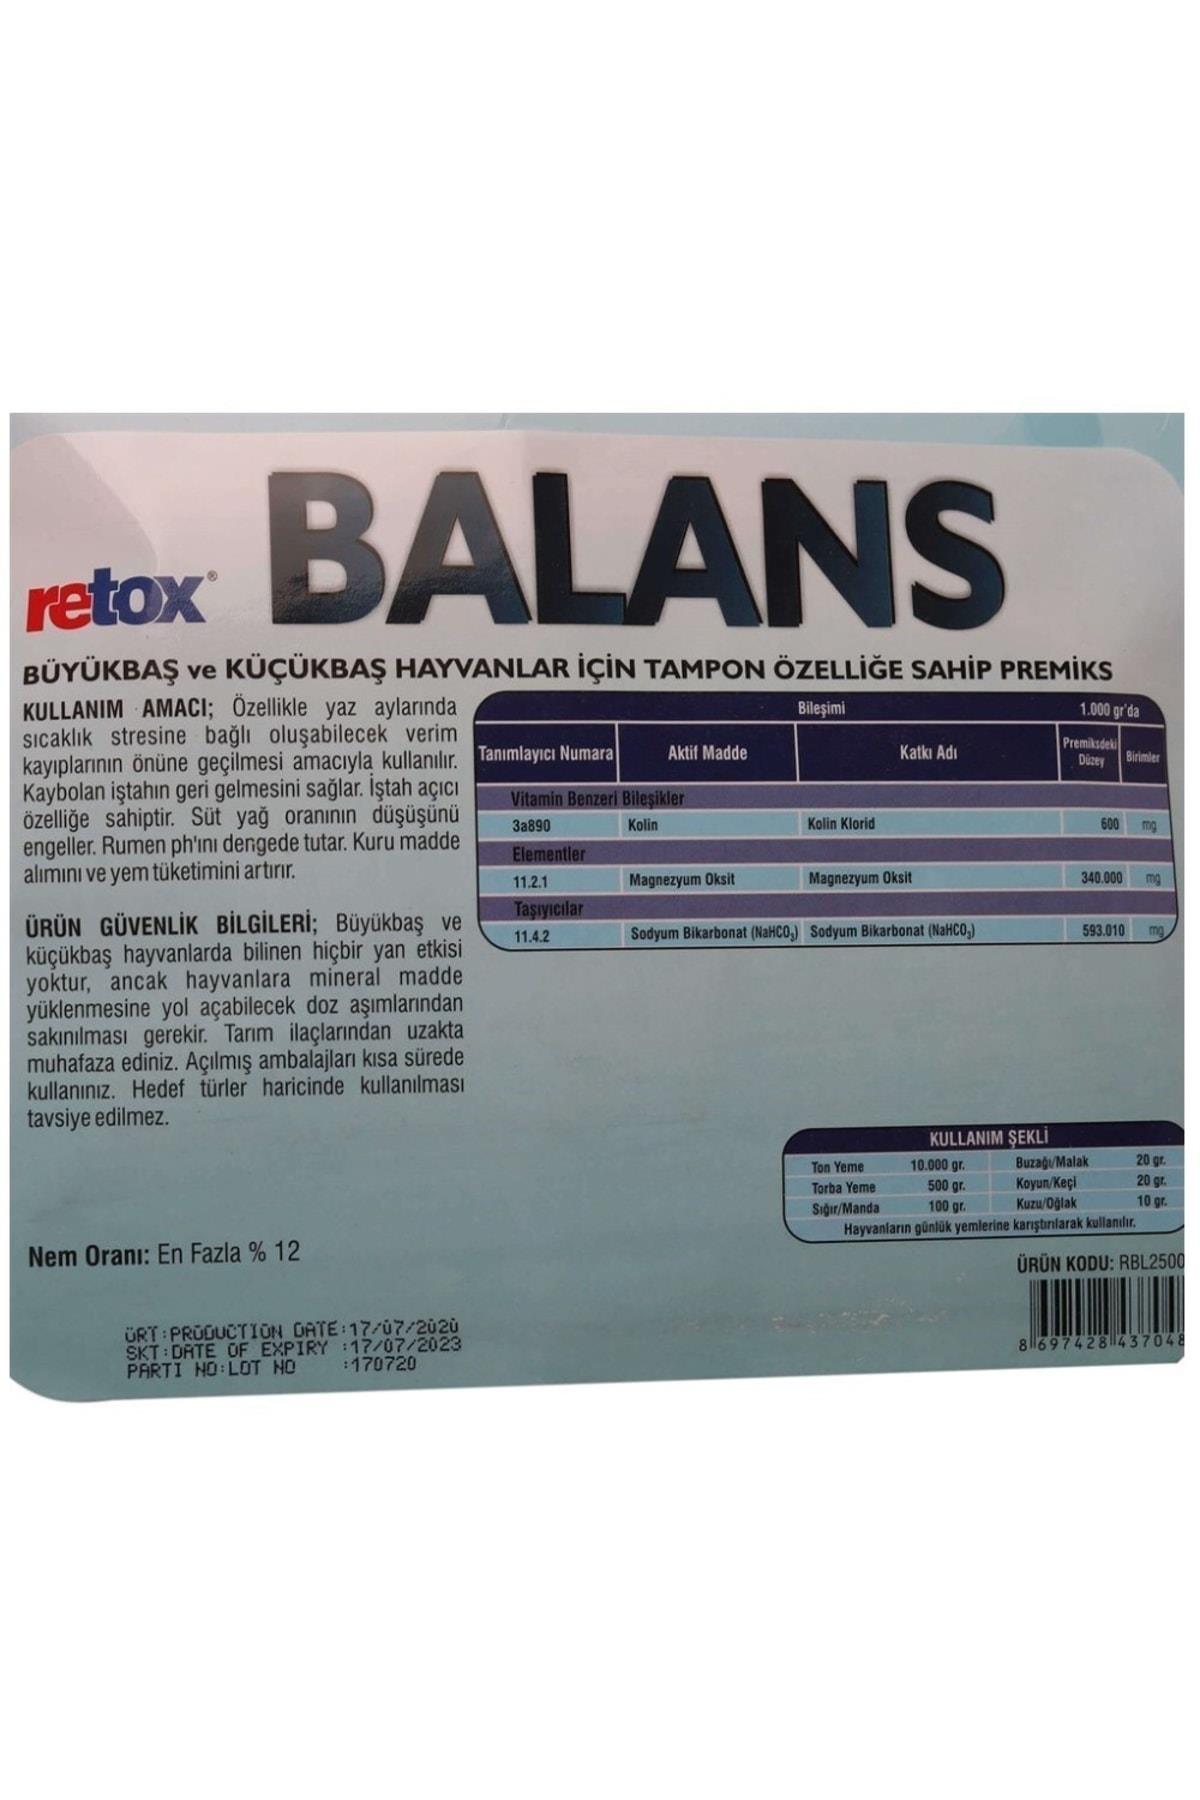 retox®
BALANS
BÜYÜKBAŞ ve KÜÇÜKBAŞ HAYVANLAR İÇİN TAMPON ÖZELLİĞE SAHİP PREMİKS
KULLANIM AMACI; Özellikle yaz aylarında
sıcaklık stresine bağlı oluşabilecek verim
kayıplarının önüne geçilmesi amacıyla kullanılır.
Kaybolan iştahın geri gelmesini sağlar. İştah açıcı
özelliğe sahiptir. Süt yağ oranının düşüşünü
engeller. Rumen ph'ını dengede tutar. Kuru madde
alımını ve yem tüketimini artırır.
ÜRÜN GÜVENLİK BİLGİLERİ; Büyükbaş ve
küçükbaş hayvanlarda bilinen hiçbir yan etkisi
yoktur, ancak hayvanlara mineral madde
yüklenmesine yol açabilecek doz aşımlarından
sakınılması gerekir. Tarım ilaçlarından uzakta
muhafaza ediniz. Açılmış ambalajları kısa sürede
kullanınız. Hedef türler haricinde kullanılması
tavsiye edilmez.
Bileşimi 1.000 gr'da
Tanımlayıcı Numara Aktif Madde Katkı Adı Premiksdeki Düzey Birimler
Vitamin Benzeri Bileşikler
3a890 Kolin Kolin Klorid 600 mg
Elementler
11.2.1 Magnezyum Oksit Magnezyum Oksit 340.000 mg
Taşıyıcılar
11.4.2 Sodyum Bikarbonat (NaHCO₃) Sodyum Bikarbonat (NaHCO₃) 593.010 mg
KULLANIM ŞEKLİ
Ton Yeme 10.000 gr. Buzağı/Malak 20 gr.
Torba Yeme 500 gr. Koyun/Keçi 20 gr.
Sığır/Manda 100 gr. Kuzu/Oğlak 10 gr.
Hayvanların günlük yemlerine karıştırılarak kullanılır.
Nem Oranı: En Fazla % 12
ÜRÜN KODU: RBL2500
8 697428 437048
ÜRT:PRODUCTION DATE:17/07/2020
SKT:DATE OF EXPIRY :17/07/2023
PARTI NO:LOT NO :170720